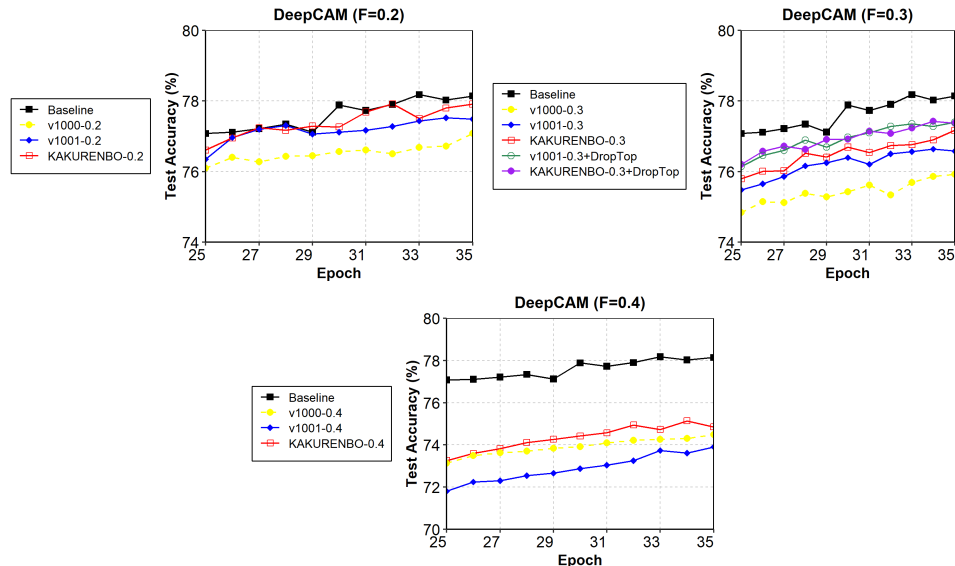 DeepCAM (F=0.2)
Baseline
v1000-0.2
v1001-0.2
KAKURENBO-0.2
Test Accuracy (%)
80
78
76
74
25 27 29 31 33 35
Epoch
DeepCAM (F=0.3)
Baseline
v1000-0.3
v1001-0.3
KAKURENBO-0.3
v1001-0.3+DropTop
KAKURENBO-0.3+DropTop
Test Accuracy (%)
80
78
76
74
25 27 29 31 33 35
Epoch
DeepCAM (F=0.4)
Baseline
v1000-0.4
v1001-0.4
KAKURENBO-0.4
Test Accuracy (%)
80
78
76
74
72
70
25 27 29 31 33 35
Epoch